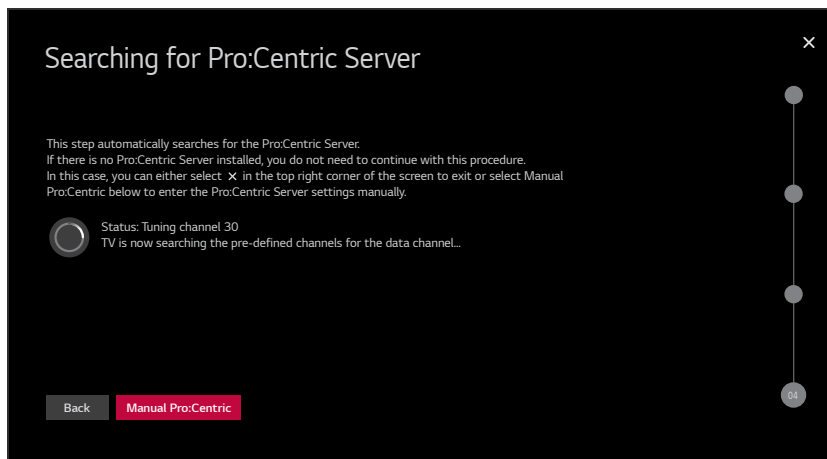 Searching for Pro:Centric Server
This step automatically searches for the Pro:Centric Server.
If there is no Pro:Centric Server installed, you do not need to continue with this procedure.
In this case, you can either select × in the top right corner of the screen to exit or select Manual
Pro:Centric below to enter the Pro:Centric Server settings manually.
Status: Tuning channel 30
TV is now searching the pre-defined channels for the data channel...
Back
Manual Pro:Centric
04